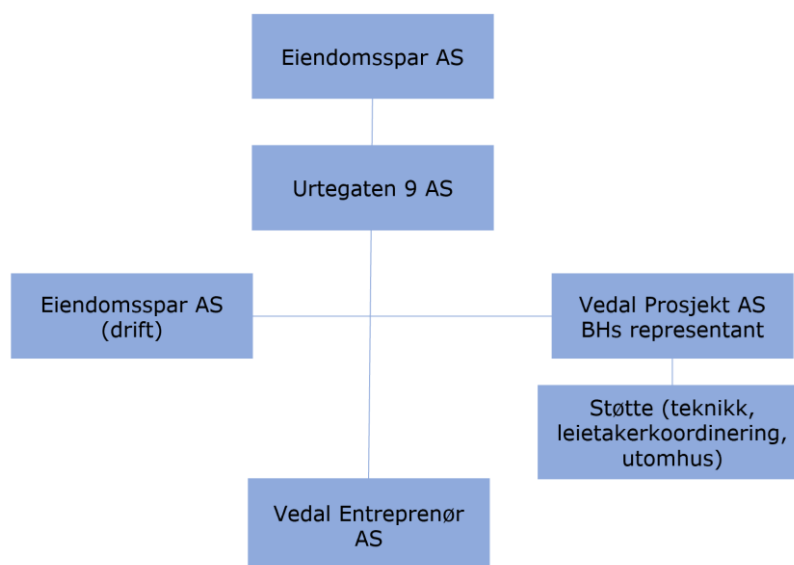 Eiendomsspar AS
Urtegaten 9 AS
Eiendomsspar AS
(drift)
Vedal Prosjekt AS
BHs representant
Støtte (teknikk,
leietakerkoordinering,
utomhus)
Vedal Entreprenør
AS